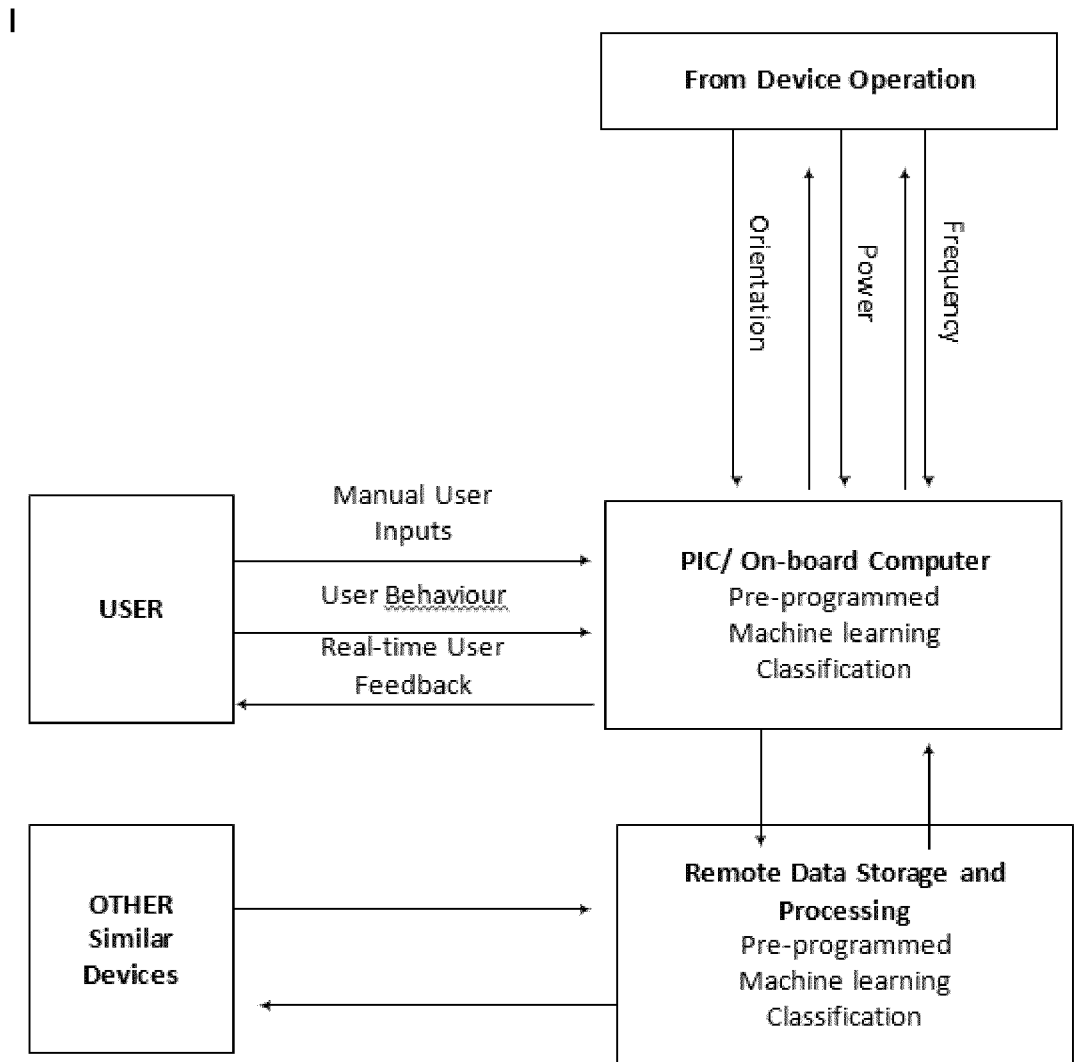 I
From Device Operation
Orientation
Power
Frequency
Manual User
Inputs
User Behaviour
Real-time User
Feedback
USER
PIC/ On-board Computer
Pre-programmed
Machine learning
Classification
OTHER
Similar
Devices
Remote Data Storage and
Processing
Pre-programmed
Machine learning
Classification